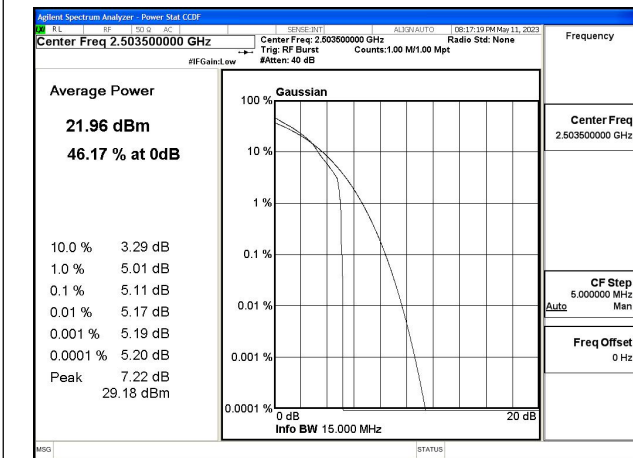 Agilent Spectrum Analyzer - Power Stat CCDF
RL RF 50 Ω AC SENSE:INT ALIGN AUTO 08:17:19 PM May 11, 2023
Center Freq 2.503500000 GHz
Center Freq: 2.503500000 GHz Radio Std: None
Trig: RF Burst Counts:1.00 M/1.00 Mpt
#IFGain:Low #Atten: 40 dB
Frequency
Average Power
21.96 dBm
46.17 % at 0dB
10.0 % 3.29 dB
1.0 % 5.01 dB
0.1 % 5.11 dB
0.01 % 5.17 dB
0.001 % 5.19 dB
0.0001 % 5.20 dB
Peak 7.22 dB
29.18 dBm
Gaussian
100 %
10 %
1 %
0.1 %
0.01 %
0.001 %
0.0001 %
0 dB 20 dB
Info BW 15.000 MHz
Center Freq
2.503500000 GHz
CF Step
5.000000 MHz
Auto Man
Freq Offset
0 Hz
MSG STATUS